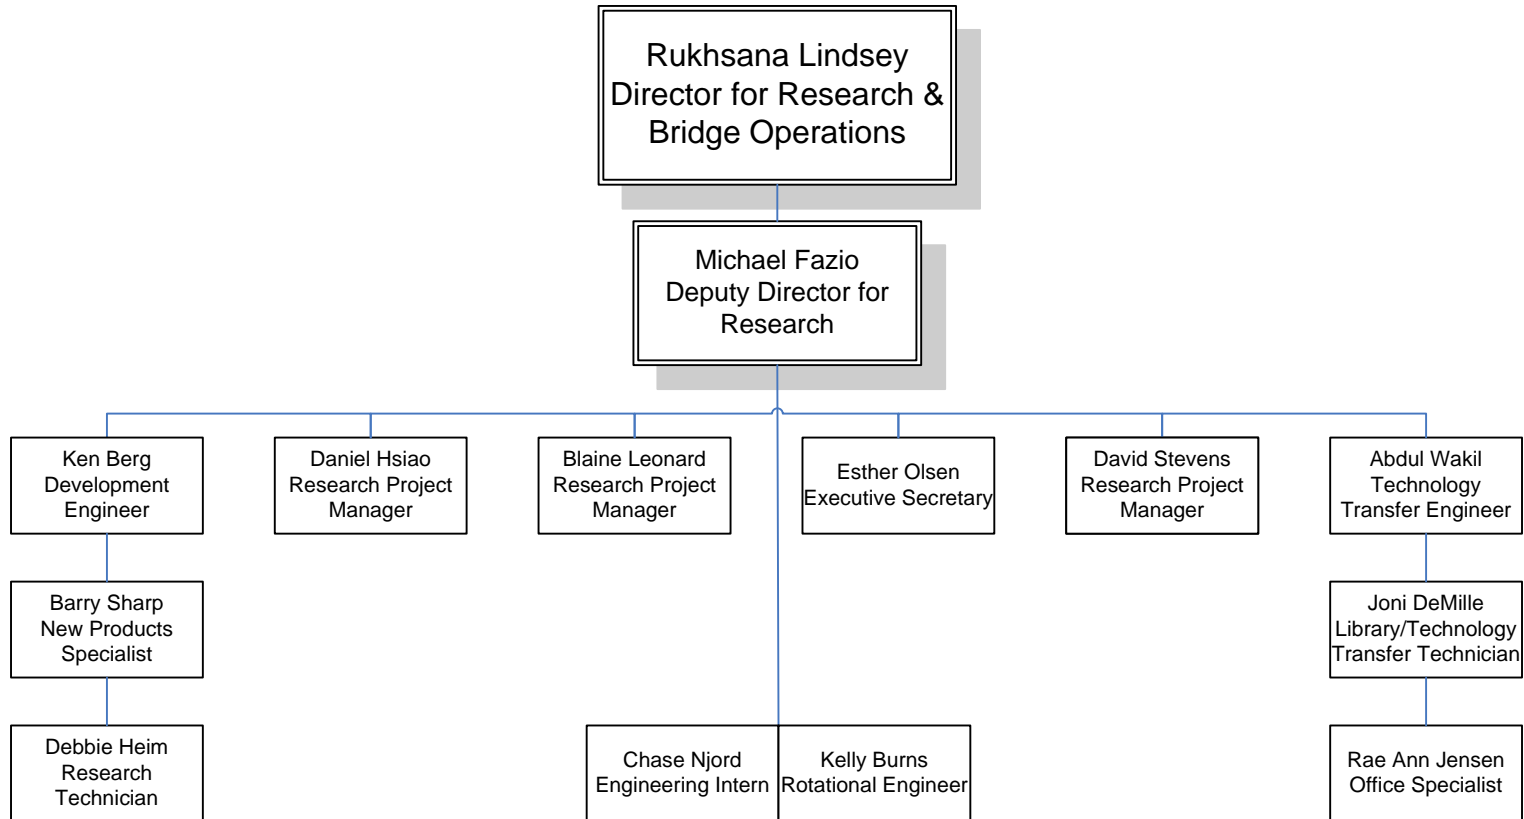 Rukhsana Lindsey
Director for Research &
Bridge Operations
Michael Fazio
Deputy Director for
Research
Ken Berg
Development
Engineer
Daniel Hsiao
Research Project
Manager
Blaine Leonard
Research Project
Manager
Esther Olsen
Executive Secretary
David Stevens
Research Project
Manager
Abdul Wakil
Technology
Transfer Engineer
Barry Sharp
New Products
Specialist
Joni DeMille
Library/Technology
Transfer Technician
Debbie Heim
Research
Technician
Chase Njord
Engineering Intern
Kelly Burns
Rotational Engineer
Rae Ann Jensen
Office Specialist